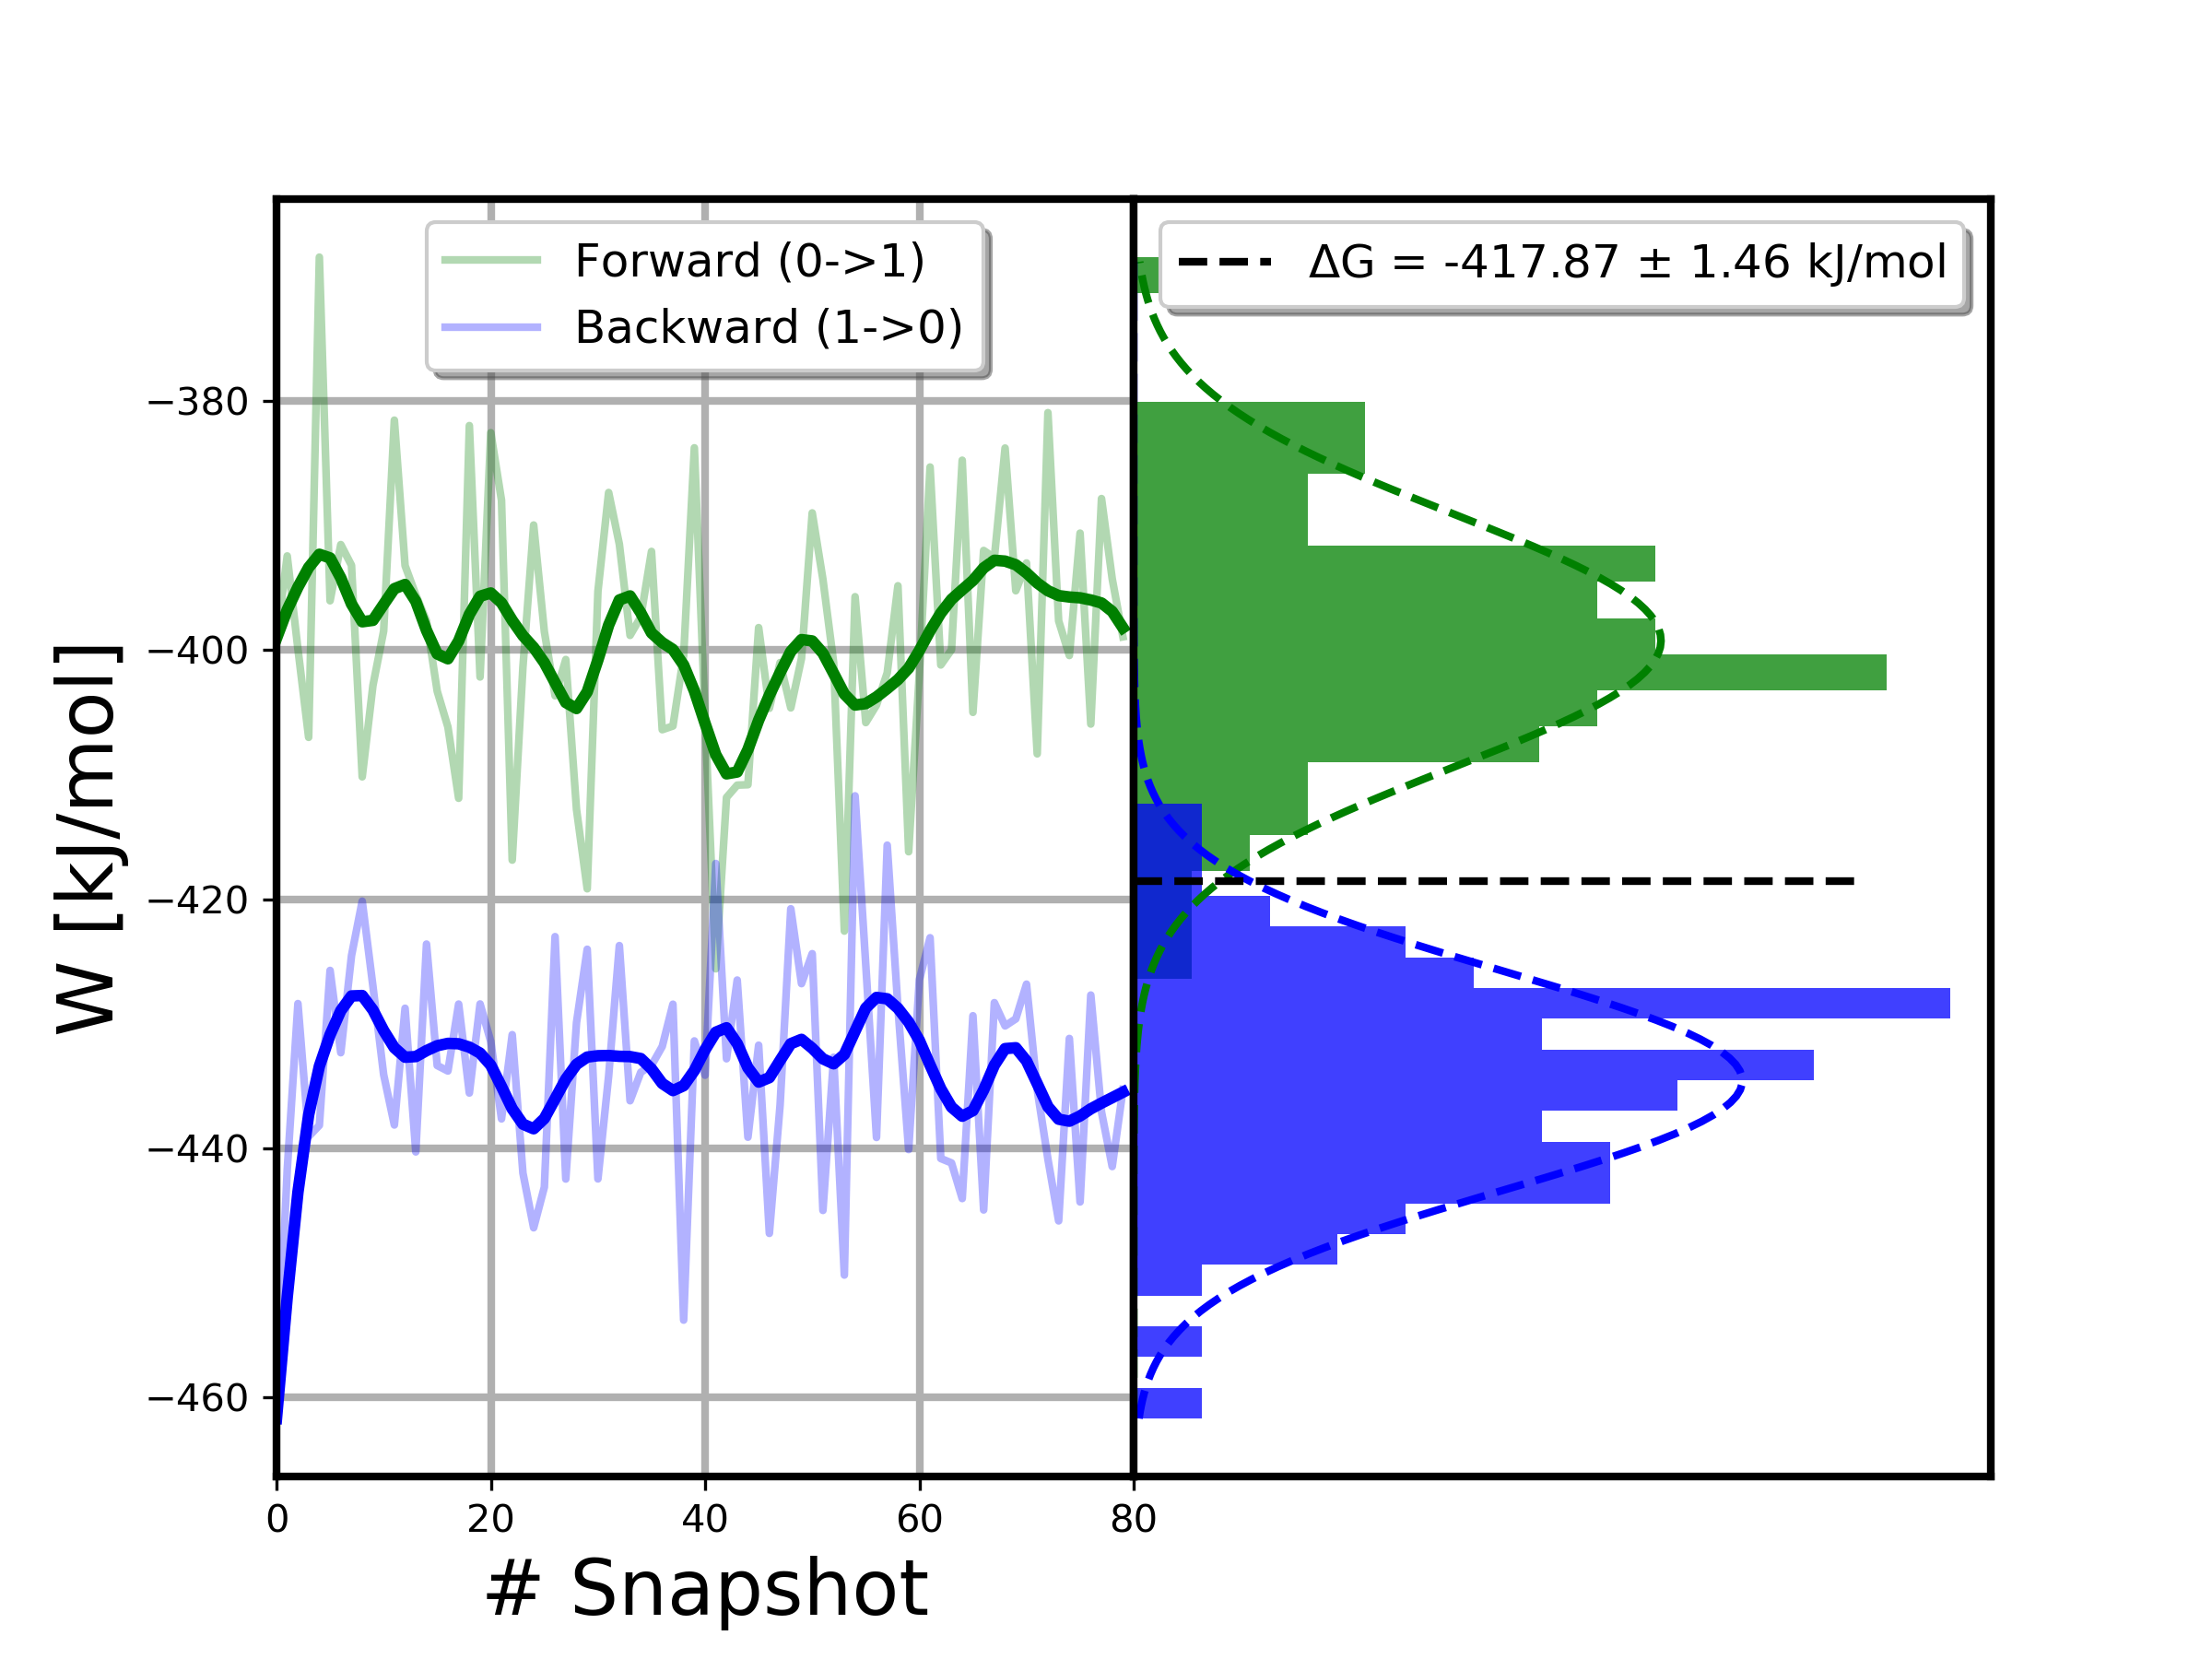 Forward (0->1)
Backward (1->0)
ΔG = -417.87 ± 1.46 kJ/mol
W [kJ/mol]
−380
−400
−420
−440
−460
0 20 40 60 80
# Snapshot